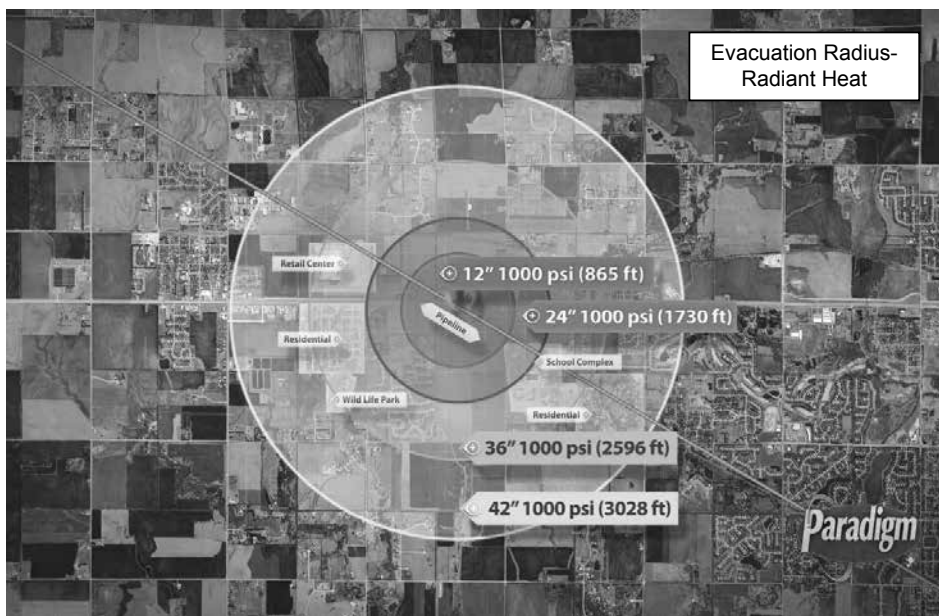 Evacuation Radius-
Radiant Heat
Retail Center
12” 1000 psi (865 ft)
24” 1000 psi (1730 ft)
Pipeline
Residential
School Complex
Wild Life Park
Residential
36” 1000 psi (2596 ft)
42” 1000 psi (3028 ft)
Paradigm